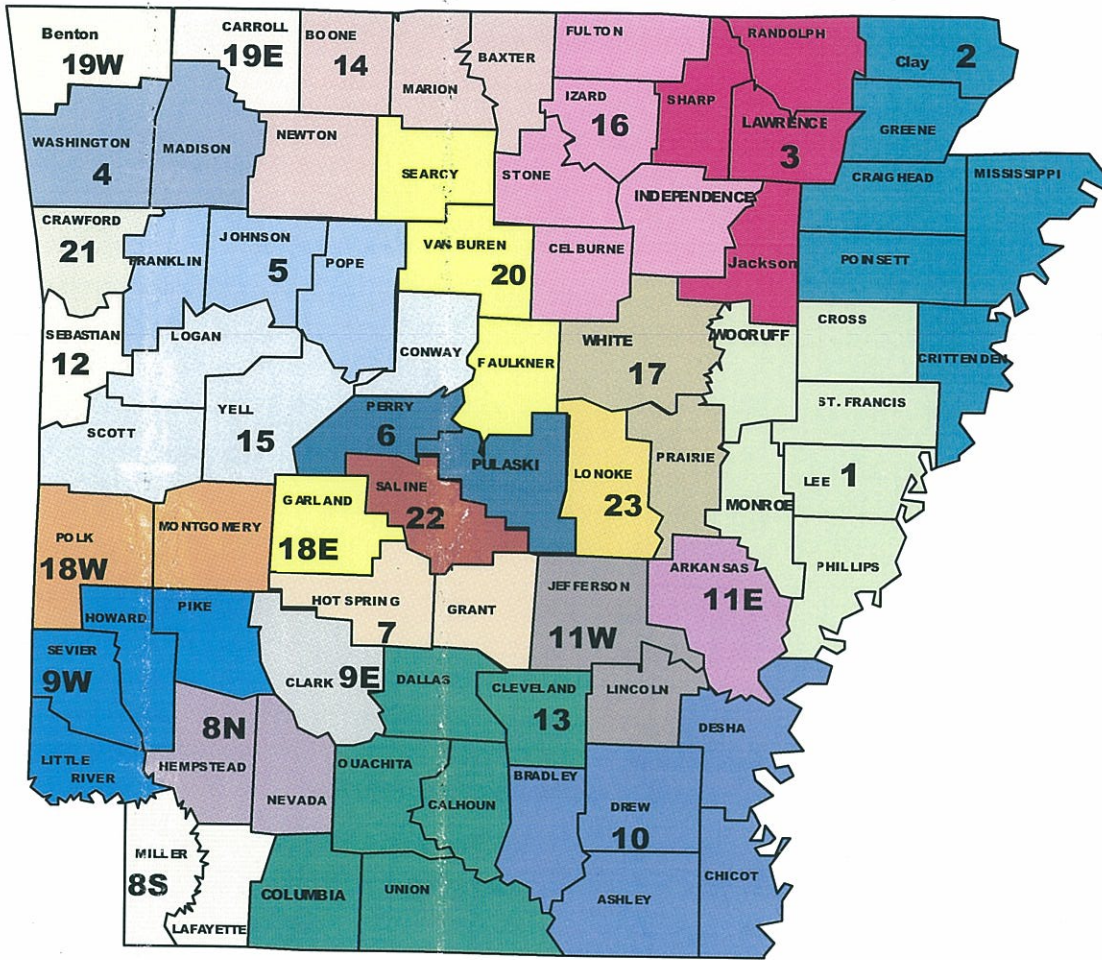 Benton
19W
CARROLL
19E
BOONE
14
MARION
BAXTER
FULTON
SHARP
RANDOLPH
Clay 2
WASHINGTON
4
MADISON
NEWTON
SEARCY
STONE
IZARD
16
LAWRENCE
3
GREENE
CRAIGHEAD
MISSISSIPPI
CRAWFORD
21
FRANKLIN
JOHNSON
5
POPE
VAN BUREN
20
CELBURNE
INDEPENDENCE
Jackson
POINSETT
SEBASTIAN
12
LOGAN
CONWAY
FAULKNER
WHITE
17
WOORUFF
CROSS
CRITTENDEN
SCOTT
YELL
15
PERRY
6
PULASKI
LONOKE
23
PRAIRIE
ST. FRANCIS
LEE 1
MONROE
PHILLIPS
POLK
18W
MONTGOMERY
GARLAND
18E
SALINE
22
HOT SPRING
7
GRANT
JEFFERSON
11W
ARKANSAS
11E
HOWARD
PIKE
SEVIER
9W
CLARK 9E
DALLAS
CLEVELAND
13
LINCOLN
DESHA
LITTLE
RIVER
8N
HEMPSTEAD
NEVADA
OUACHITA
CALHOUN
BRADLEY
DREW
10
CHICOT
MILLER
8S
LAFAYETTE
COLUMBIA
UNION
ASHLEY